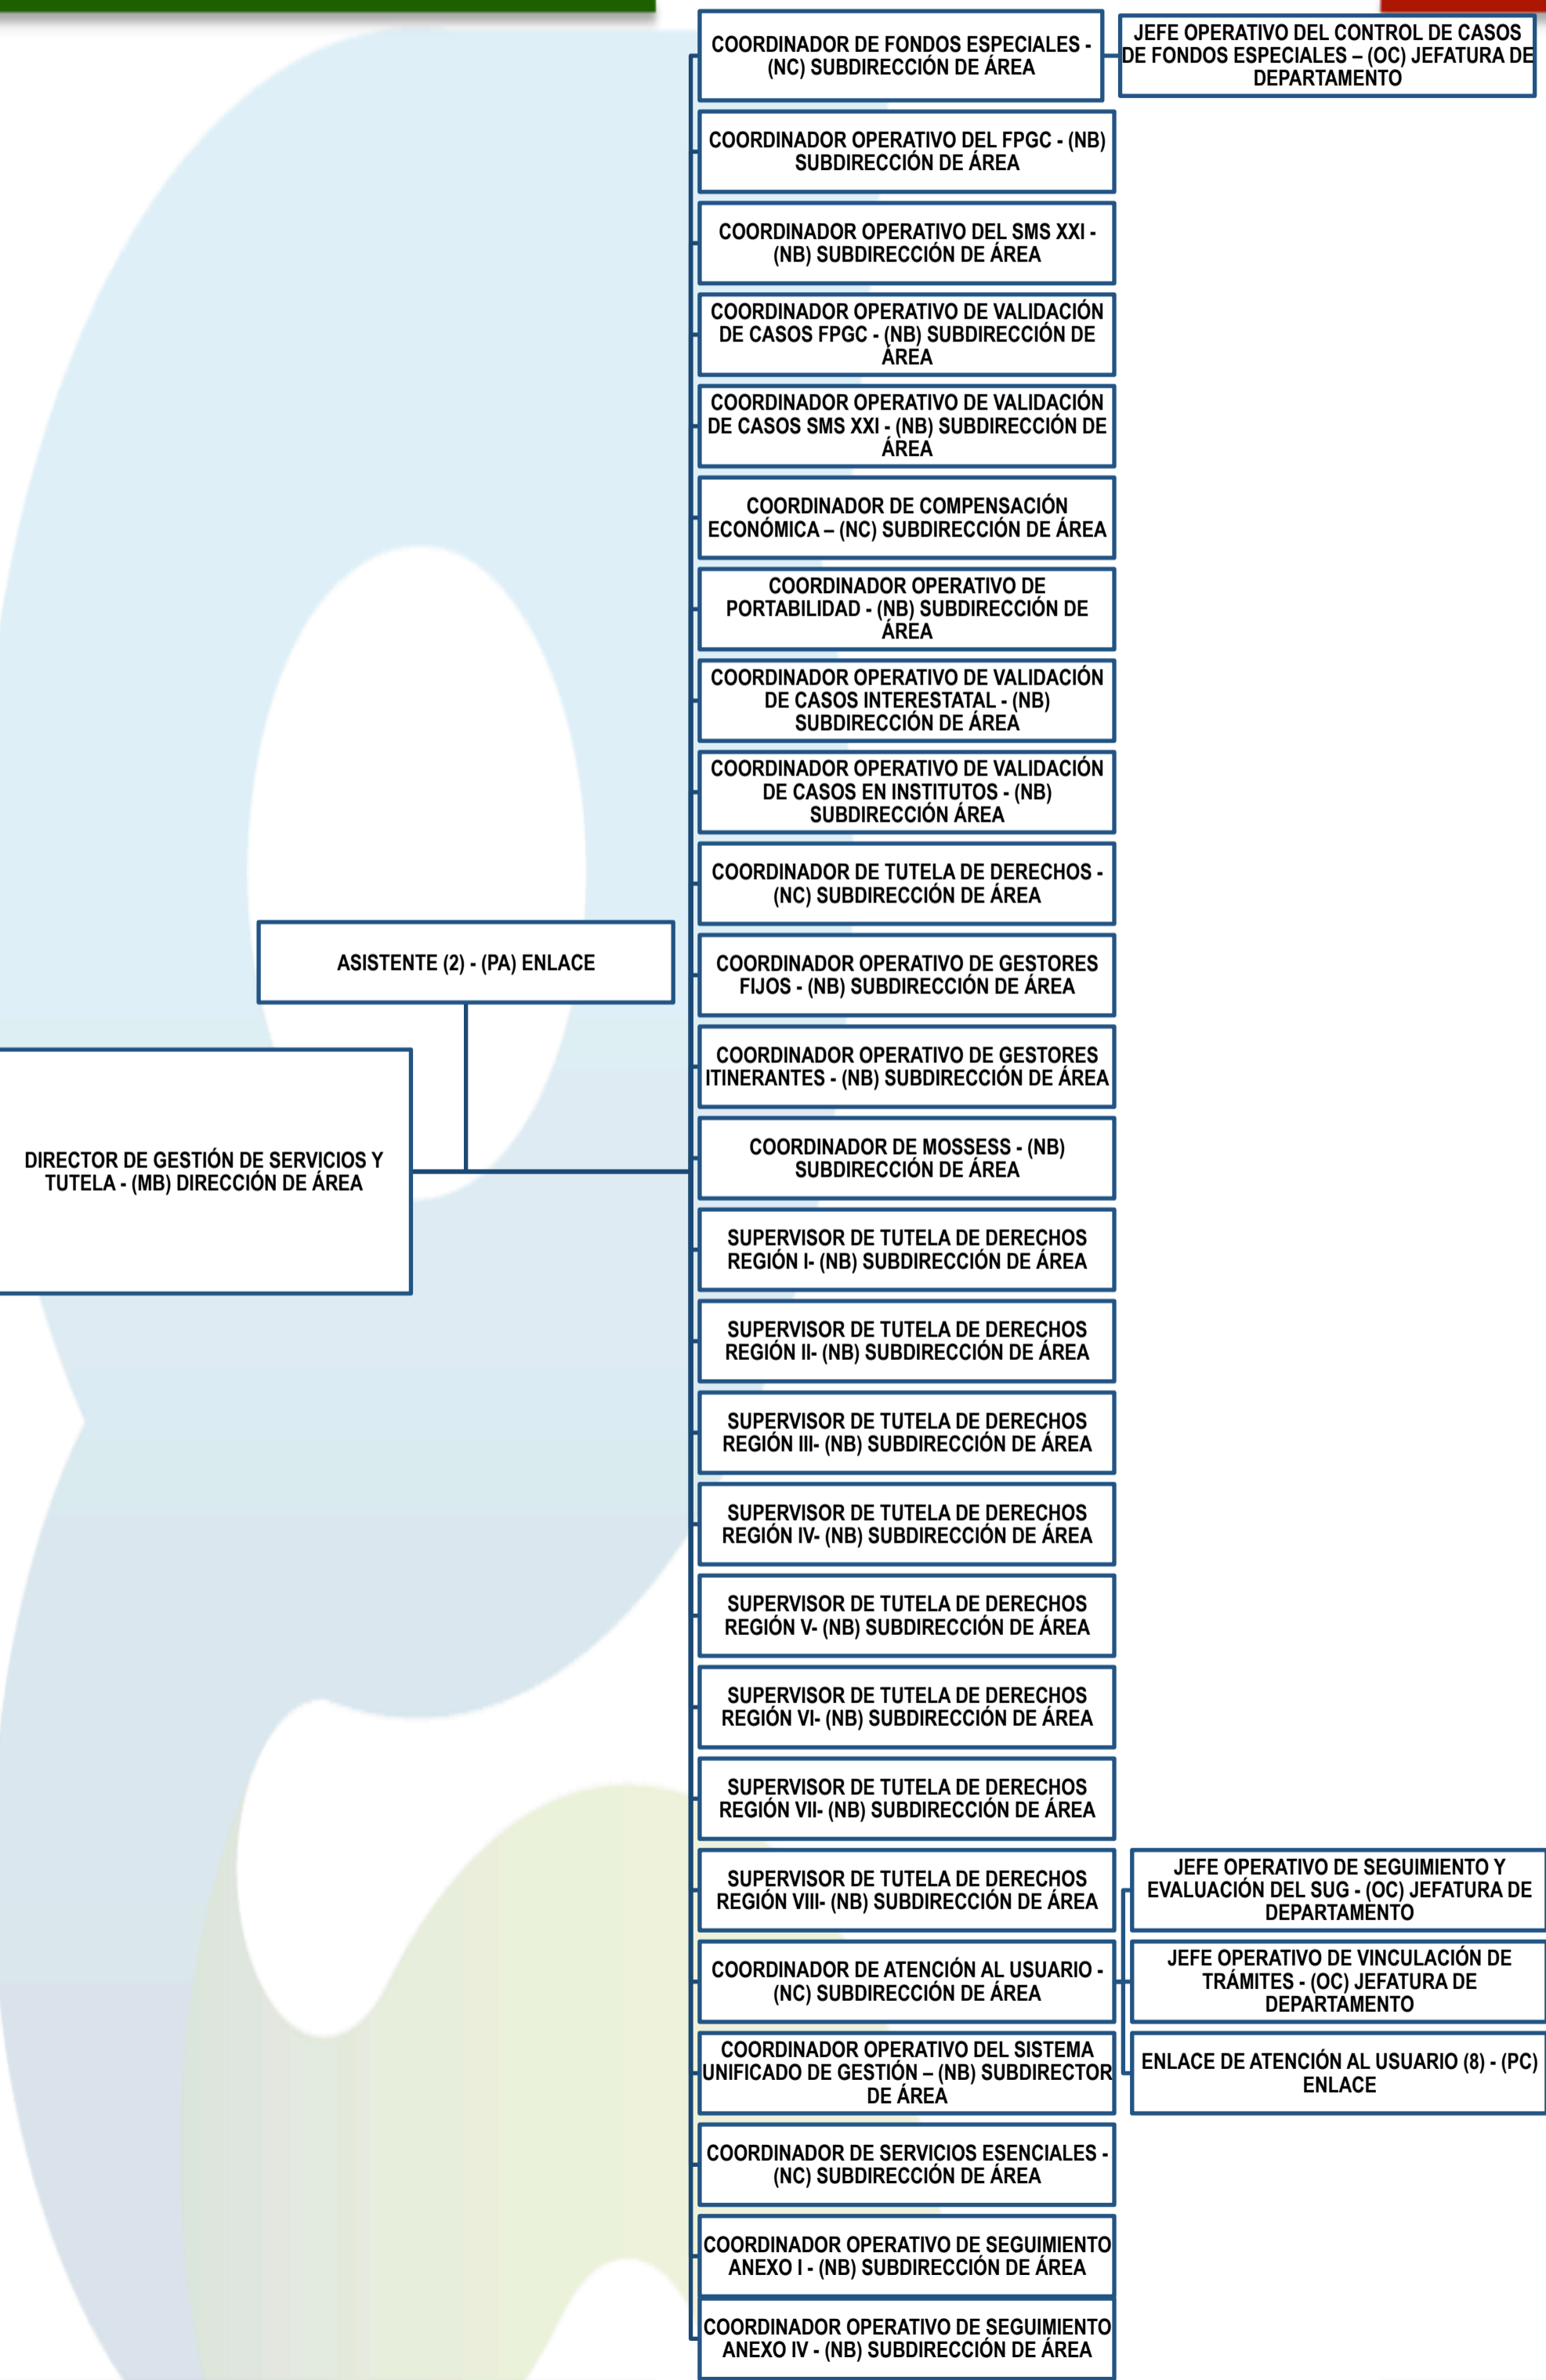 COORDINADOR DE FONDOS ESPECIALES -
(NC) SUBDIRECCIÓN DE ÁREA
JEFE OPERATIVO DEL CONTROL DE CASOS
DE FONDOS ESPECIALES – (OC) JEFATURA DE
DEPARTAMENTO
COORDINADOR OPERATIVO DEL FPGC - (NB)
SUBDIRECCIÓN DE ÁREA
COORDINADOR OPERATIVO DEL SMS XXI -
(NB) SUBDIRECCIÓN DE ÁREA
COORDINADOR OPERATIVO DE VALIDACIÓN
DE CASOS FPGC - (NB) SUBDIRECCIÓN DE
ÁREA
COORDINADOR OPERATIVO DE VALIDACIÓN
DE CASOS SMS XXI - (NB) SUBDIRECCIÓN DE
ÁREA
COORDINADOR DE COMPENSACIÓN
ECONÓMICA – (NC) SUBDIRECCIÓN DE ÁREA
COORDINADOR OPERATIVO DE
PORTABILIDAD - (NB) SUBDIRECCIÓN DE
ÁREA
COORDINADOR OPERATIVO DE VALIDACIÓN
DE CASOS INTERESTATAL - (NB)
SUBDIRECCIÓN DE ÁREA
COORDINADOR OPERATIVO DE VALIDACIÓN
DE CASOS EN INSTITUTOS - (NB)
SUBDIRECCIÓN ÁREA
COORDINADOR DE TUTELA DE DERECHOS -
(NC) SUBDIRECCIÓN DE ÁREA
ASISTENTE (2) - (PA) ENLACE
COORDINADOR OPERATIVO DE GESTORES
FIJOS - (NB) SUBDIRECCIÓN DE ÁREA
COORDINADOR OPERATIVO DE GESTORES
ITINERANTES - (NB) SUBDIRECCIÓN DE ÁREA
DIRECTOR DE GESTIÓN DE SERVICIOS Y
TUTELA - (MB) DIRECCIÓN DE ÁREA
COORDINADOR DE MOSSESS - (NB)
SUBDIRECCIÓN DE ÁREA
SUPERVISOR DE TUTELA DE DERECHOS
REGIÓN I- (NB) SUBDIRECCIÓN DE ÁREA
SUPERVISOR DE TUTELA DE DERECHOS
REGIÓN II- (NB) SUBDIRECCIÓN DE ÁREA
SUPERVISOR DE TUTELA DE DERECHOS
REGIÓN III- (NB) SUBDIRECCIÓN DE ÁREA
SUPERVISOR DE TUTELA DE DERECHOS
REGIÓN IV- (NB) SUBDIRECCIÓN DE ÁREA
SUPERVISOR DE TUTELA DE DERECHOS
REGIÓN V- (NB) SUBDIRECCIÓN DE ÁREA
SUPERVISOR DE TUTELA DE DERECHOS
REGIÓN VI- (NB) SUBDIRECCIÓN DE ÁREA
SUPERVISOR DE TUTELA DE DERECHOS
REGIÓN VII- (NB) SUBDIRECCIÓN DE ÁREA
SUPERVISOR DE TUTELA DE DERECHOS
REGIÓN VIII- (NB) SUBDIRECCIÓN DE ÁREA
JEFE OPERATIVO DE SEGUIMIENTO Y
EVALUACIÓN DEL SUG - (OC) JEFATURA DE
DEPARTAMENTO
COORDINADOR DE ATENCIÓN AL USUARIO -
(NC) SUBDIRECCIÓN DE ÁREA
JEFE OPERATIVO DE VINCULACIÓN DE
TRÁMITES - (OC) JEFATURA DE
DEPARTAMENTO
COORDINADOR OPERATIVO DEL SISTEMA
UNIFICADO DE GESTIÓN – (NB) SUBDIRECTOR
DE ÁREA
ENLACE DE ATENCIÓN AL USUARIO (8) - (PC)
ENLACE
COORDINADOR DE SERVICIOS ESENCIALES -
(NC) SUBDIRECCIÓN DE ÁREA
COORDINADOR OPERATIVO DE SEGUIMIENTO
ANEXO I - (NB) SUBDIRECCIÓN DE ÁREA
COORDINADOR OPERATIVO DE SEGUIMIENTO
ANEXO IV - (NB) SUBDIRECCIÓN DE ÁREA